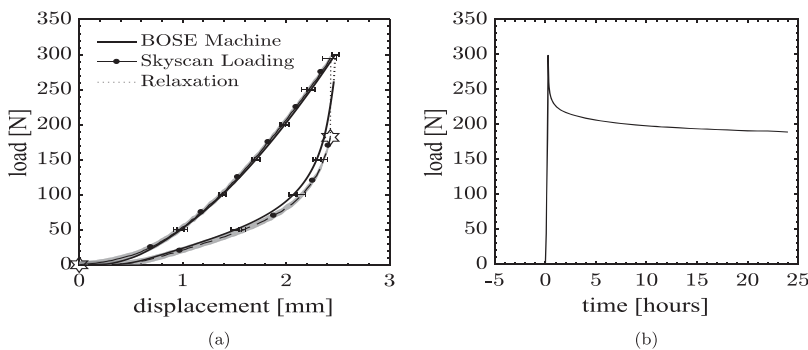 350
300
250
200
150
100
50
0
load [N]
BOSE Machine
Skyscan Loading
Relaxation
0 1 2 3
displacement [mm]
(a)
350
300
250
200
150
100
50
0
load [N]
-5 0 5 10 15 20 25
time [hours]
(b)